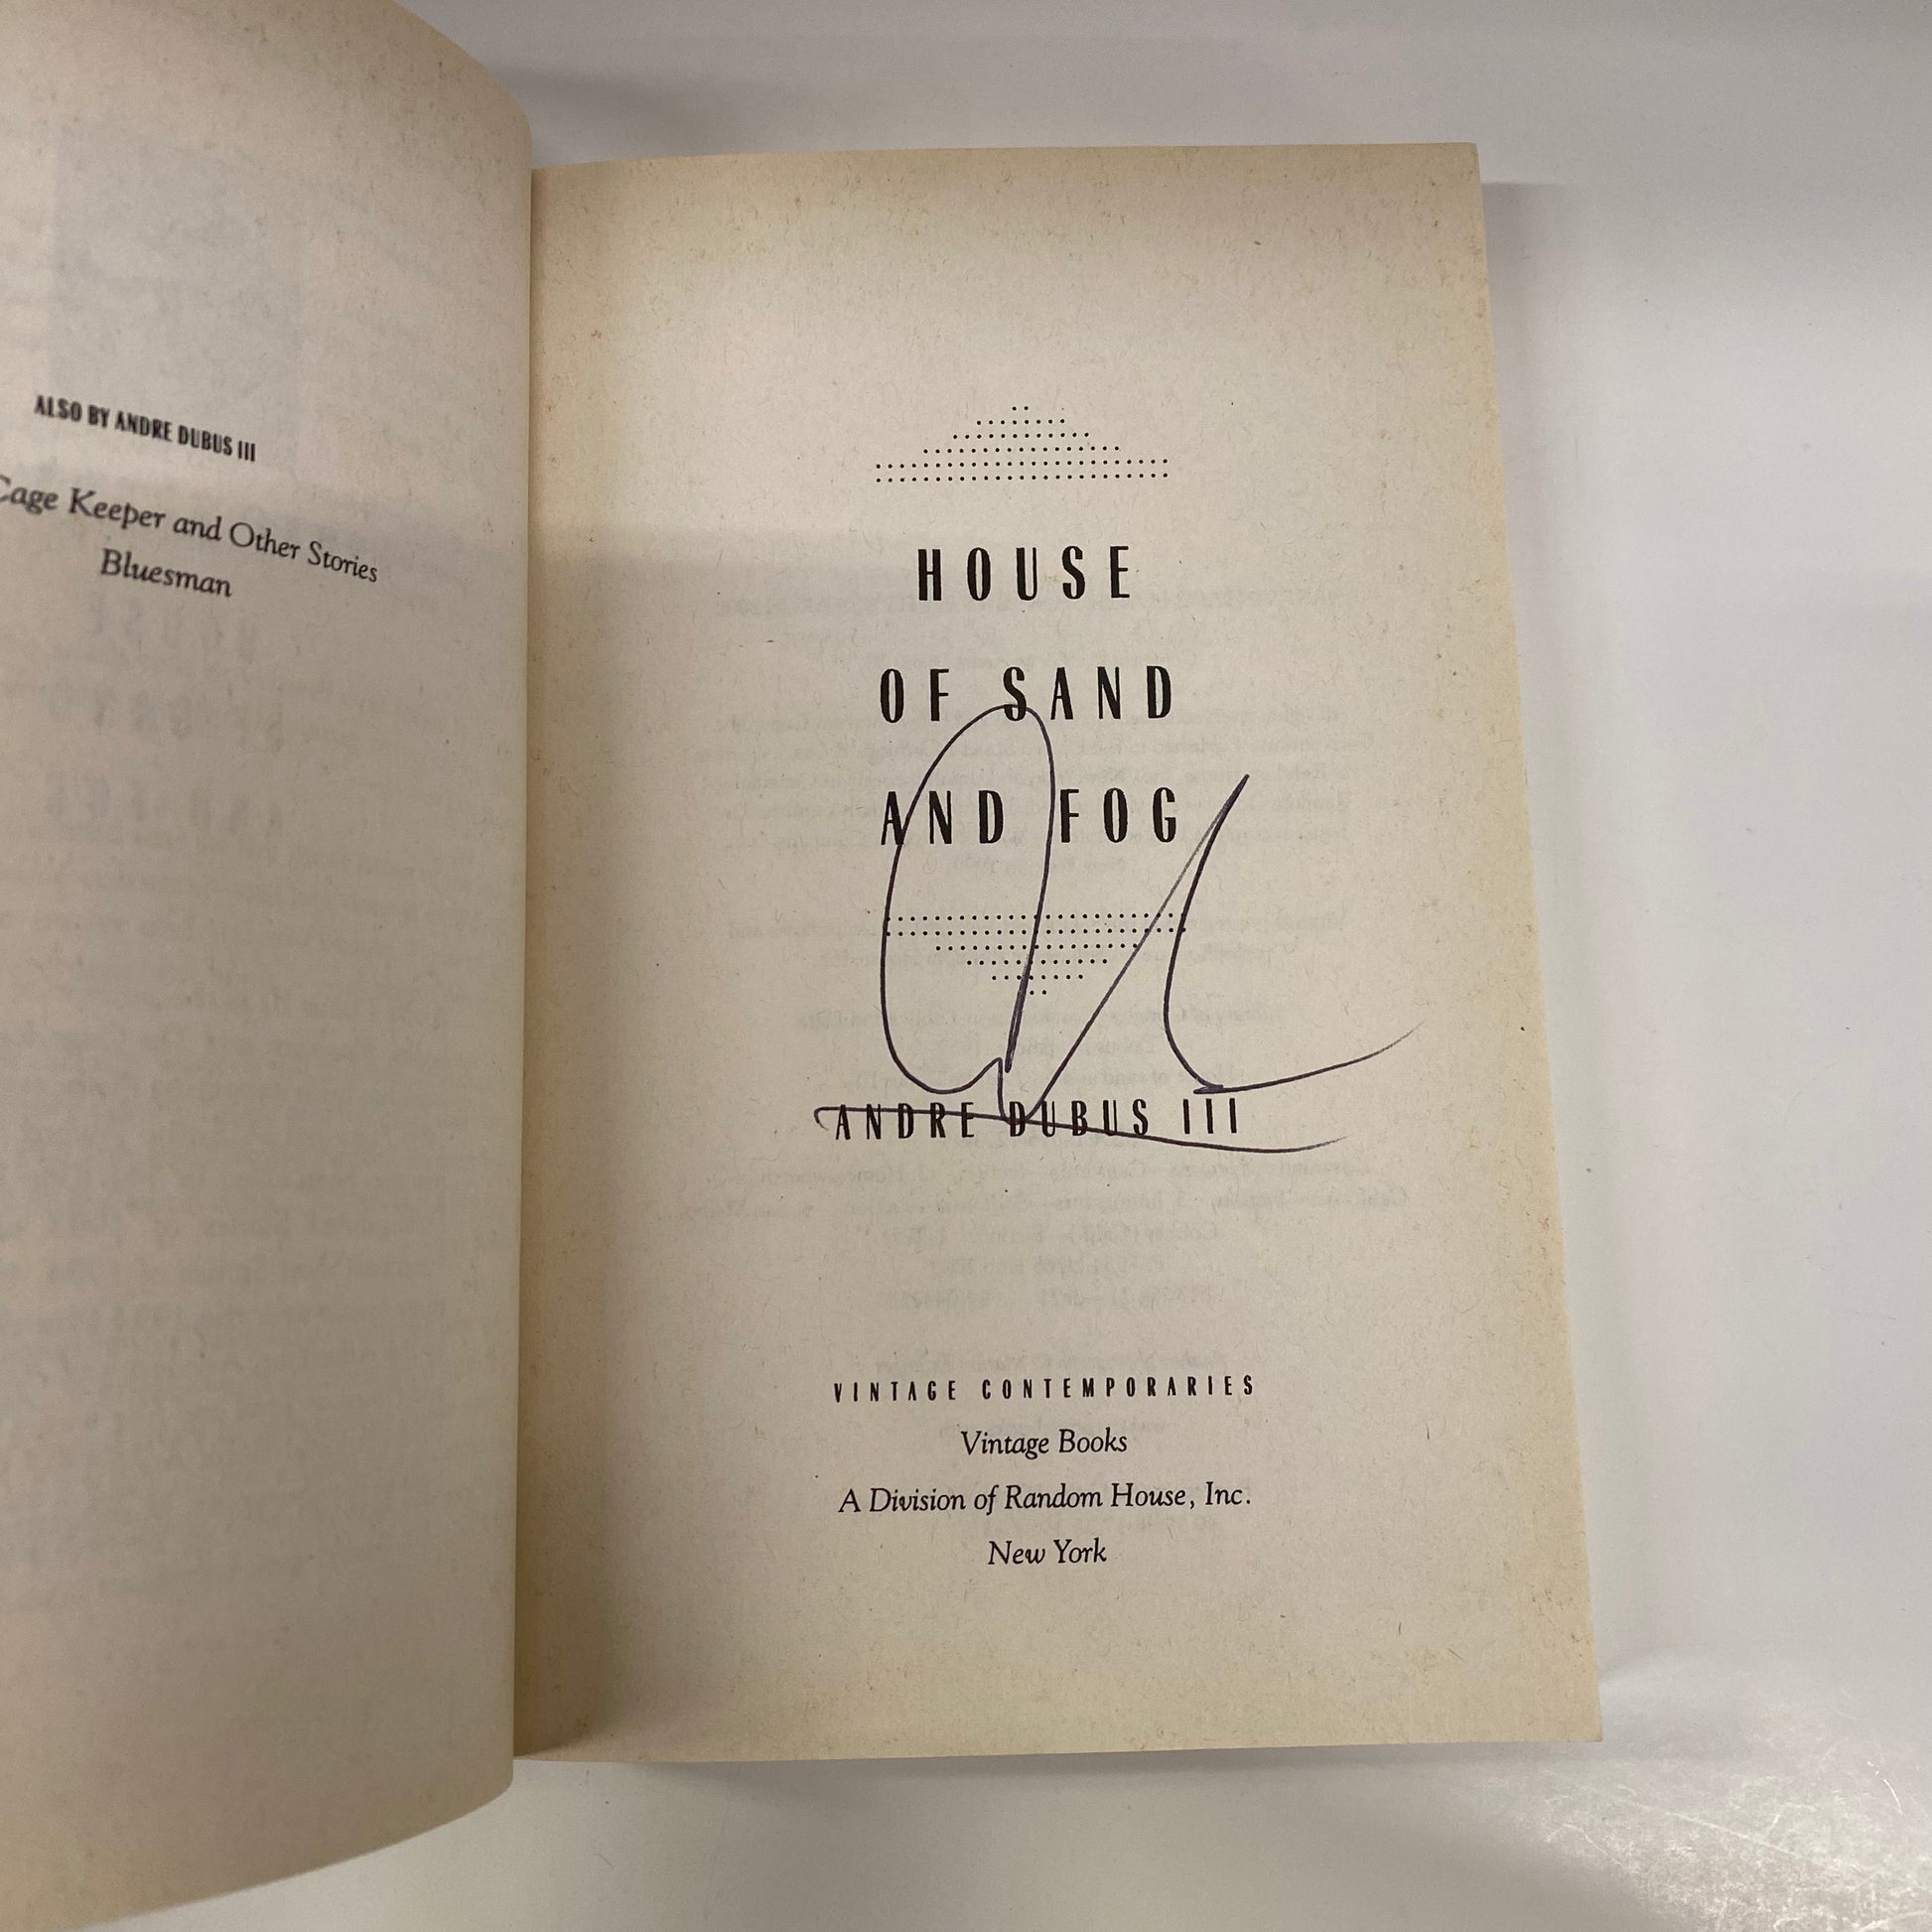 ALSO BY ANDRE DUBUS III
Cage Keeper and Other Stories
Bluesman
HOUSE
OF SAND
AND FOG
ANDRE DUBUS III
VINTAGE CONTEMPORARIES
Vintage Books
A Division of Random House, Inc.
New York